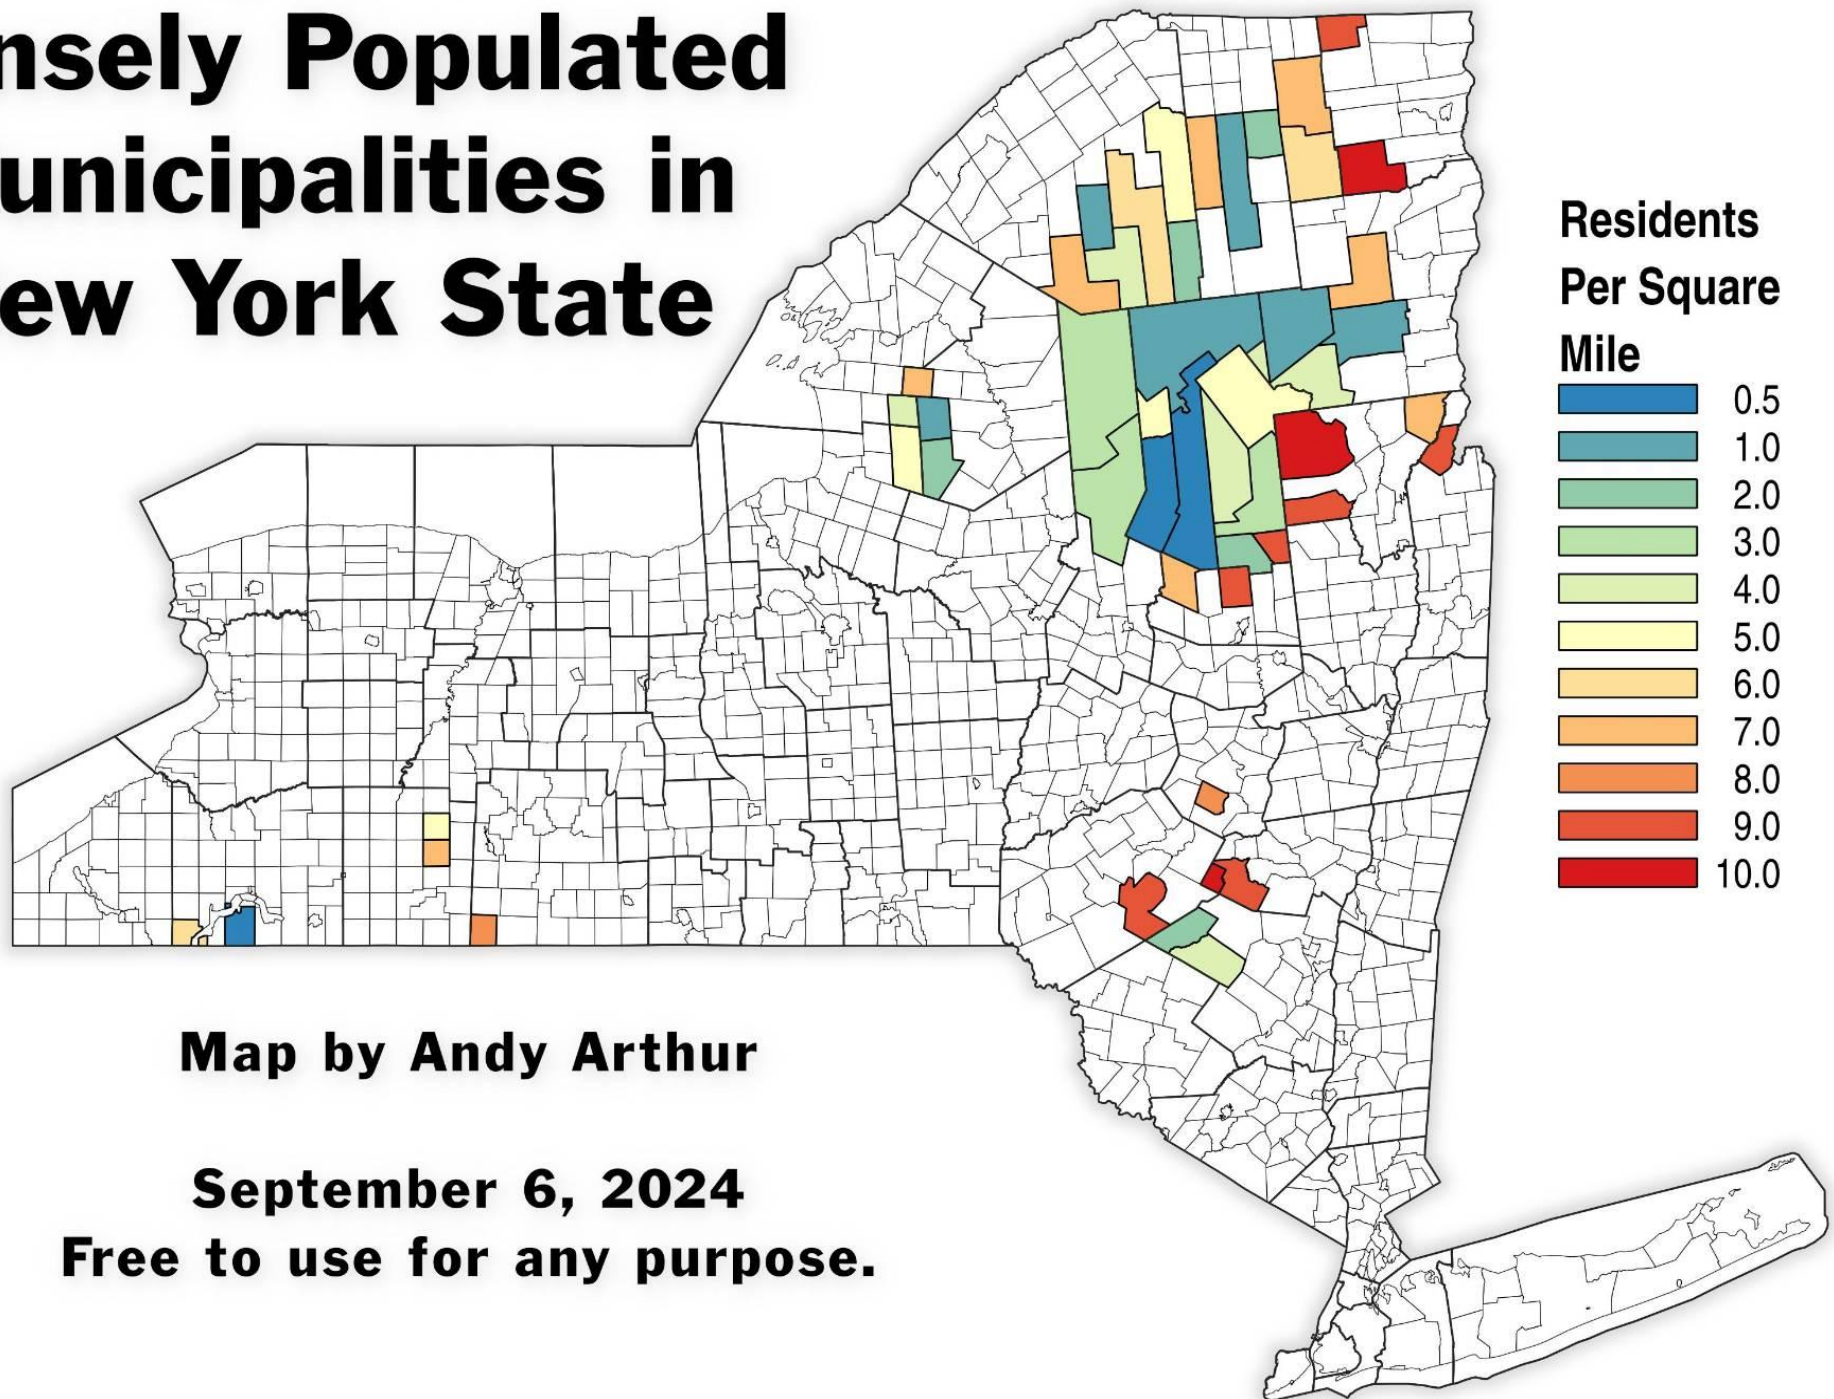 nsely Populated
unicipalities in
ew York State
Residents
Per Square
Mile
0.5
1.0
2.0
3.0
4.0
5.0
6.0
7.0
8.0
9.0
10.0
Map by Andy Arthur
September 6, 2024
Free to use for any purpose.